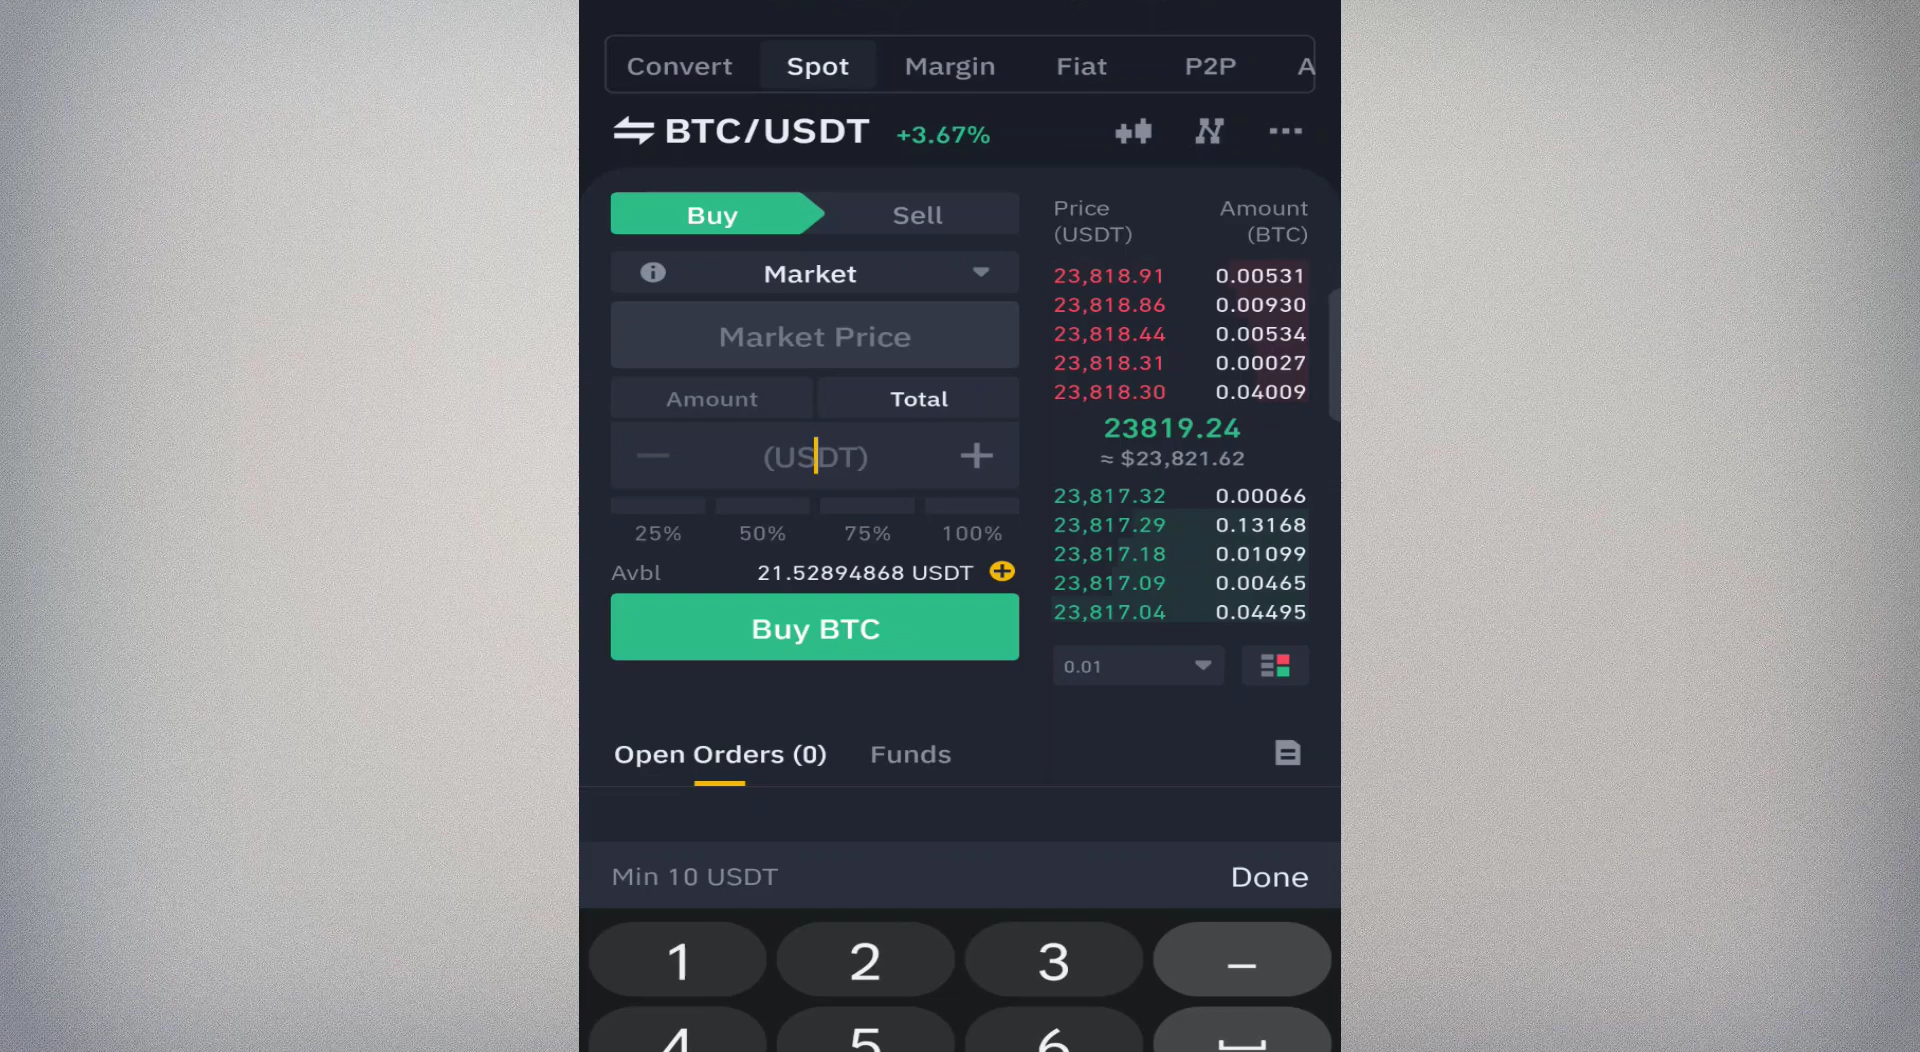 Convert Spot Margin Fiat P2P A
BTC/USDT +3.67%
Buy Sell
Market
Market Price
Amount Total
(USDT)
25% 50% 75% 100%
Avbl 21.52894868 USDT
Buy BTC
Price (USDT) Amount (BTC)
23,818.91 0.00531
23,818.86 0.00930
23,818.44 0.00534
23,818.31 0.00027
23,818.30 0.04009
23819.24
≈ $23,821.62
23,817.32 0.00066
23,817.29 0.13168
23,817.18 0.01099
23,817.09 0.00465
23,817.04 0.04495
0.01
Open Orders (0) Funds
Min 10 USDT Done
1 2 3 –
4 5 6